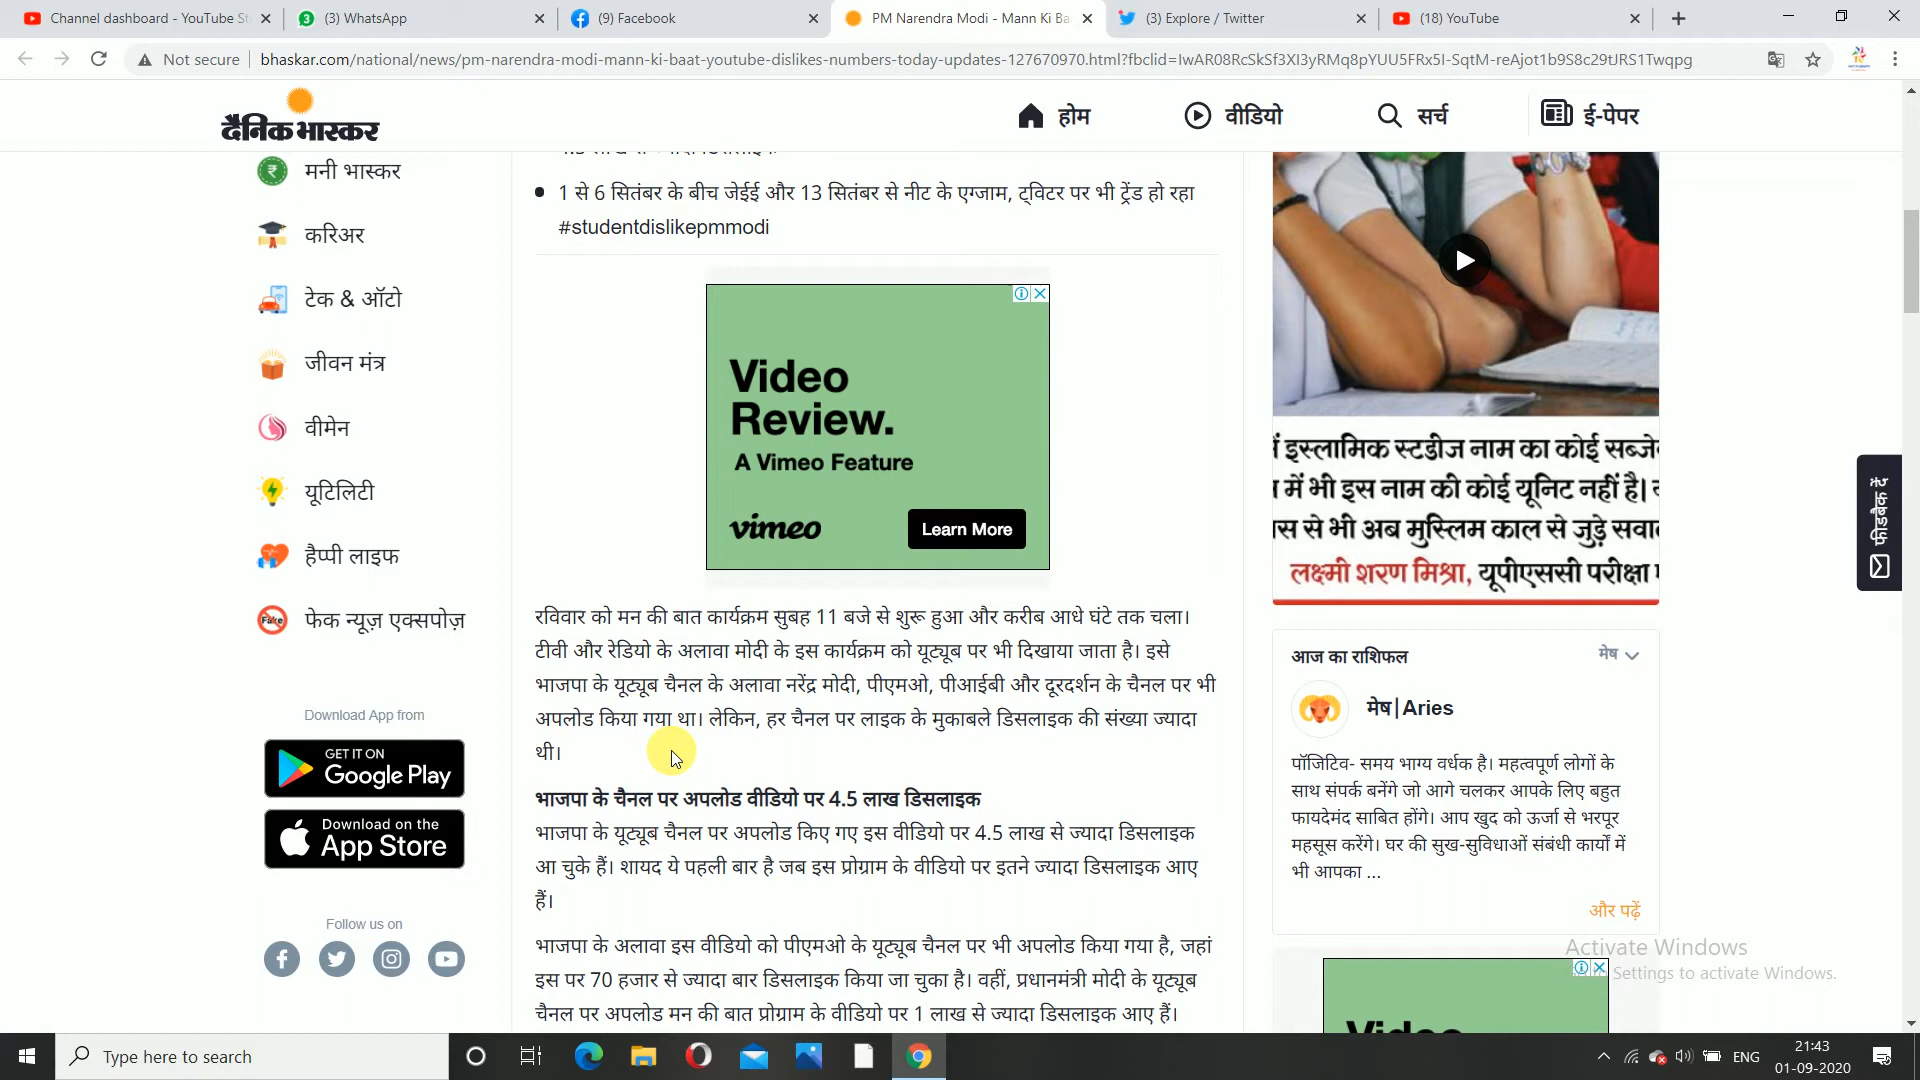 Channel dashboard - YouTube St
(3) WhatsApp
(9) Facebook
PM Narendra Modi - Mann Ki Ba
(3) Explore / Twitter
(18) YouTube
Not secure
bhaskar.com/national/news/pm-narendra-modi-mann-ki-baat-youtube-dislikes-numbers-today-updates-127670970.html?fbclid=IwAR08RcSkSf3XI3yRMq8pYUU5FRx5I-SqtM-reAjot1b9S8c29tJRS1Twqpg
दैनिक भास्कर
होम
वीडियो
सर्च
ई-पेपर
मनी भास्कर
करिअर
टेक & ऑटो
जीवन मंत्र
वीमेन
यूटिलिटी
हैप्पी लाइफ
Fake
फेक न्यूज़ एक्सपोज़
Download App from
GET IT ON
Google Play
Download on the
App Store
Follow us on
1 से 6 सितंबर के बीच जेईई और 13 सितंबर से नीट के एग्जाम, ट्विटर पर भी ट्रेंड हो रहा
#studentdislikepmmodi
Video
Review.
A Vimeo Feature
vimeo
Learn More
रविवार को मन की बात कार्यक्रम सुबह 11 बजे से शुरू हुआ और करीब आधे घंटे तक चला।
टीवी और रेडियो के अलावा मोदी के इस कार्यक्रम को यूट्यूब पर भी दिखाया जाता है। इसे
भाजपा के यूट्यूब चैनल के अलावा नरेंद्र मोदी, पीएमओ, पीआईबी और दूरदर्शन के चैनल पर भी
अपलोड किया गया था। लेकिन, हर चैनल पर लाइक के मुकाबले डिसलाइक की संख्या ज्यादा
थी।
भाजपा के चैनल पर अपलोड वीडियो पर 4.5 लाख डिसलाइक
भाजपा के यूट्यूब चैनल पर अपलोड किए गए इस वीडियो पर 4.5 लाख से ज्यादा डिसलाइक
आ चुके हैं। शायद ये पहली बार है जब इस प्रोग्राम के वीडियो पर इतने ज्यादा डिसलाइक आए
हैं।
भाजपा के अलावा इस वीडियो को पीएमओ के यूट्यूब चैनल पर भी अपलोड किया गया है, जहां
इस पर 70 हजार से ज्यादा बार डिसलाइक किया जा चुका है। वहीं, प्रधानमंत्री मोदी के यूट्यूब
चैनल पर अपलोड मन की बात प्रोग्राम के वीडियो पर 1 लाख से ज्यादा डिसलाइक आए हैं।
इस्लामिक स्टडीज नाम का कोई सब्जे
में भी इस नाम की कोई यूनिट नहीं है।
से भी अब मुस्लिम काल से जुड़े सवा
लक्ष्मी शरण मिश्रा, यूपीएससी परीक्षा
फीडबैक दें
आज का राशिफल
मेष
मेष|Aries
पॉजिटिव- समय भाग्य वर्धक है। महत्वपूर्ण लोगों के
साथ संपर्क बनेंगे जो आगे चलकर आपके लिए बहुत
फायदेमंद साबित होंगे। आप खुद को ऊर्जा से भरपूर
महसूस करेंगे। घर की सुख-सुविधाओं संबंधी कार्यों में
भी आपका ...
और पढ़ें
Activate Windows
Settings to activate Windows.
Video
Type here to search
ENG
21:43
01-09-2020